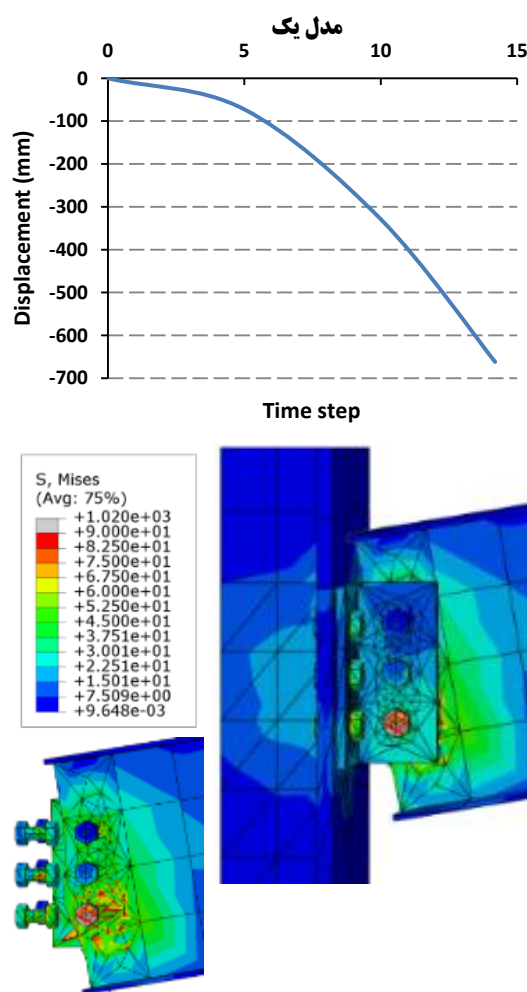 مدل یک
0 5 10 15
0
-100
-200
-300
-400
-500
-600
-700
Displacement (mm)
Time step
S, Mises
(Avg: 75%)
+1.020e+03
+9.000e+01
+8.250e+01
+7.500e+01
+6.750e+01
+6.000e+01
+5.250e+01
+4.500e+01
+3.751e+01
+3.001e+01
+2.251e+01
+1.501e+01
+7.509e+00
+9.648e-03